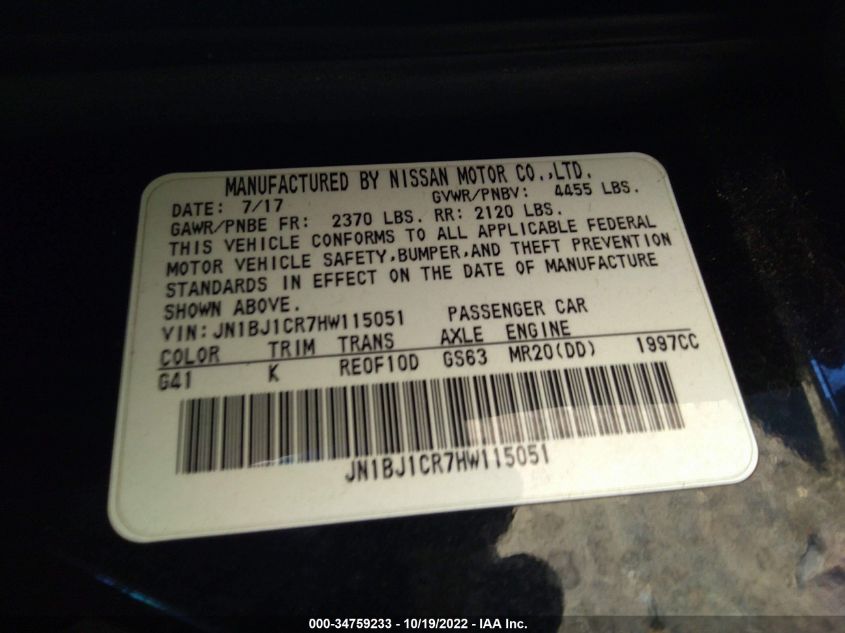 MANUFACTURED BY NISSAN MOTOR CO.,LTD.
DATE: 7/17 GVWR/PNBV: 4455 LBS.
GAWR/PNBE FR: 2370 LBS. RR: 2120 LBS.
THIS VEHICLE CONFORMS TO ALL APPLICABLE FEDERAL
MOTOR VEHICLE SAFETY,BUMPER,AND THEFT PREVENTION
STANDARDS IN EFFECT ON THE DATE OF MANUFACTURE
SHOWN ABOVE.
VIN:JN1BJ1CR7HW115051 PASSENGER CAR
COLOR TRIM TRANS AXLE ENGINE
G41 K RE0F10D GS63 MR20(DD) 1997CC
JN1BJ1CR7HW115051
000-34759233 - 10/19/2022 - IAA Inc.